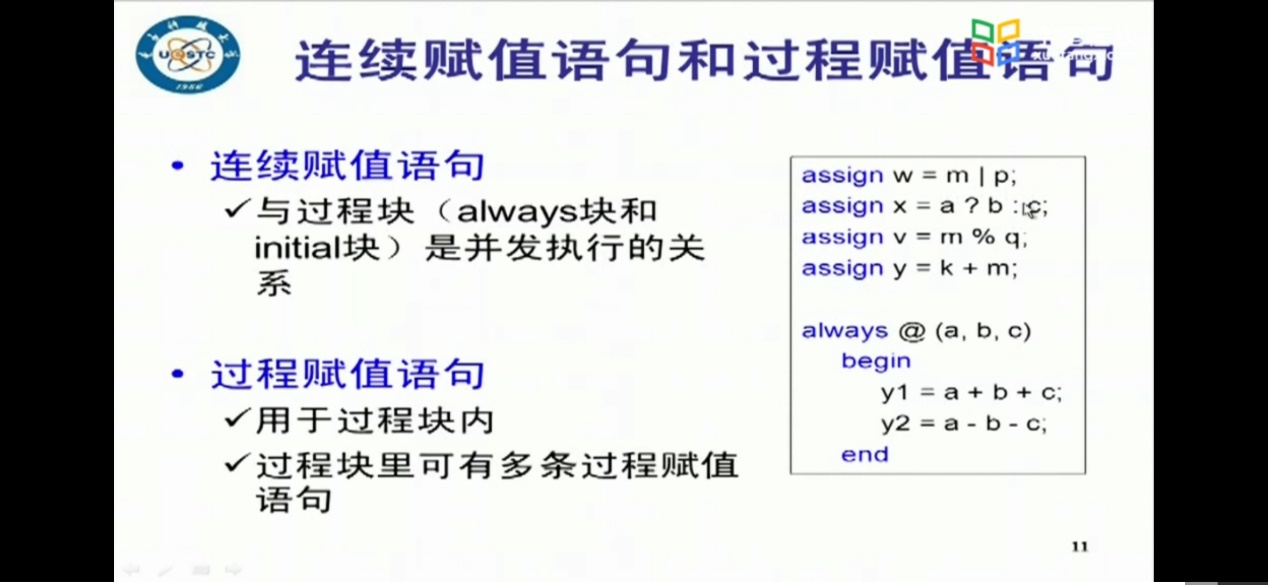 连续赋值语句和过程赋值语句
• 连续赋值语句
✓与过程块（always块和
initial块）是并发执行的关
系
• 过程赋值语句
✓用于过程块内
✓过程块里可有多条过程赋值
语句
assign w = m | p;
assign x = a ? b : c;
assign v = m % q;
assign y = k + m;
always @ (a, b, c)
begin
y1 = a + b + c;
y2 = a - b - c;
end
11